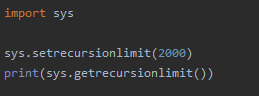 import sys

sys.setrecursionlimit(2000)
print(sys.getrecursionlimit())